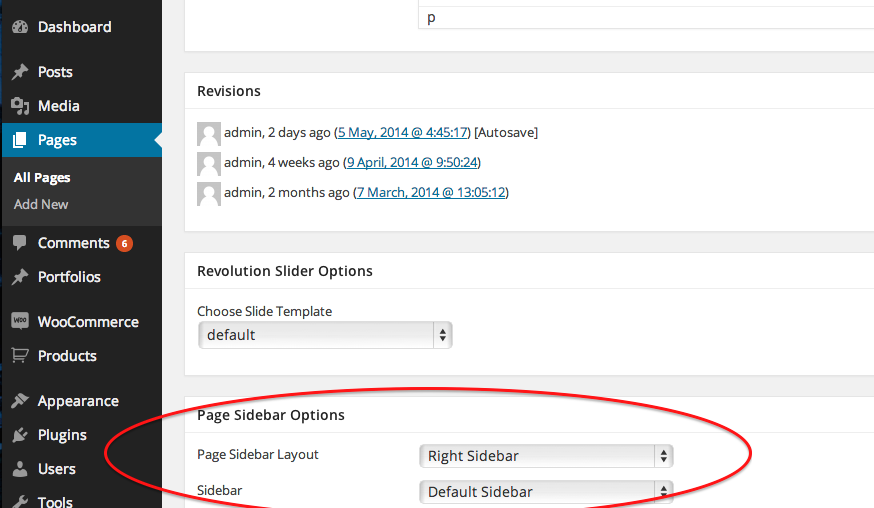 Dashboard
Posts
Media
Pages
All Pages
Add New
Comments 6
Portfolios
WOO WooCommerce
Products
Appearance
Plugins
Users
Tools
p
Revisions
admin, 2 days ago (5 May, 2014 @ 4:45:17) [Autosave]
admin, 4 weeks ago (9 April, 2014 @ 9:50:24)
admin, 2 months ago (7 March, 2014 @ 13:05:12)
Revolution Slider Options
Choose Slide Template
default
Page Sidebar Options
Page Sidebar Layout Right Sidebar
Sidebar Default Sidebar